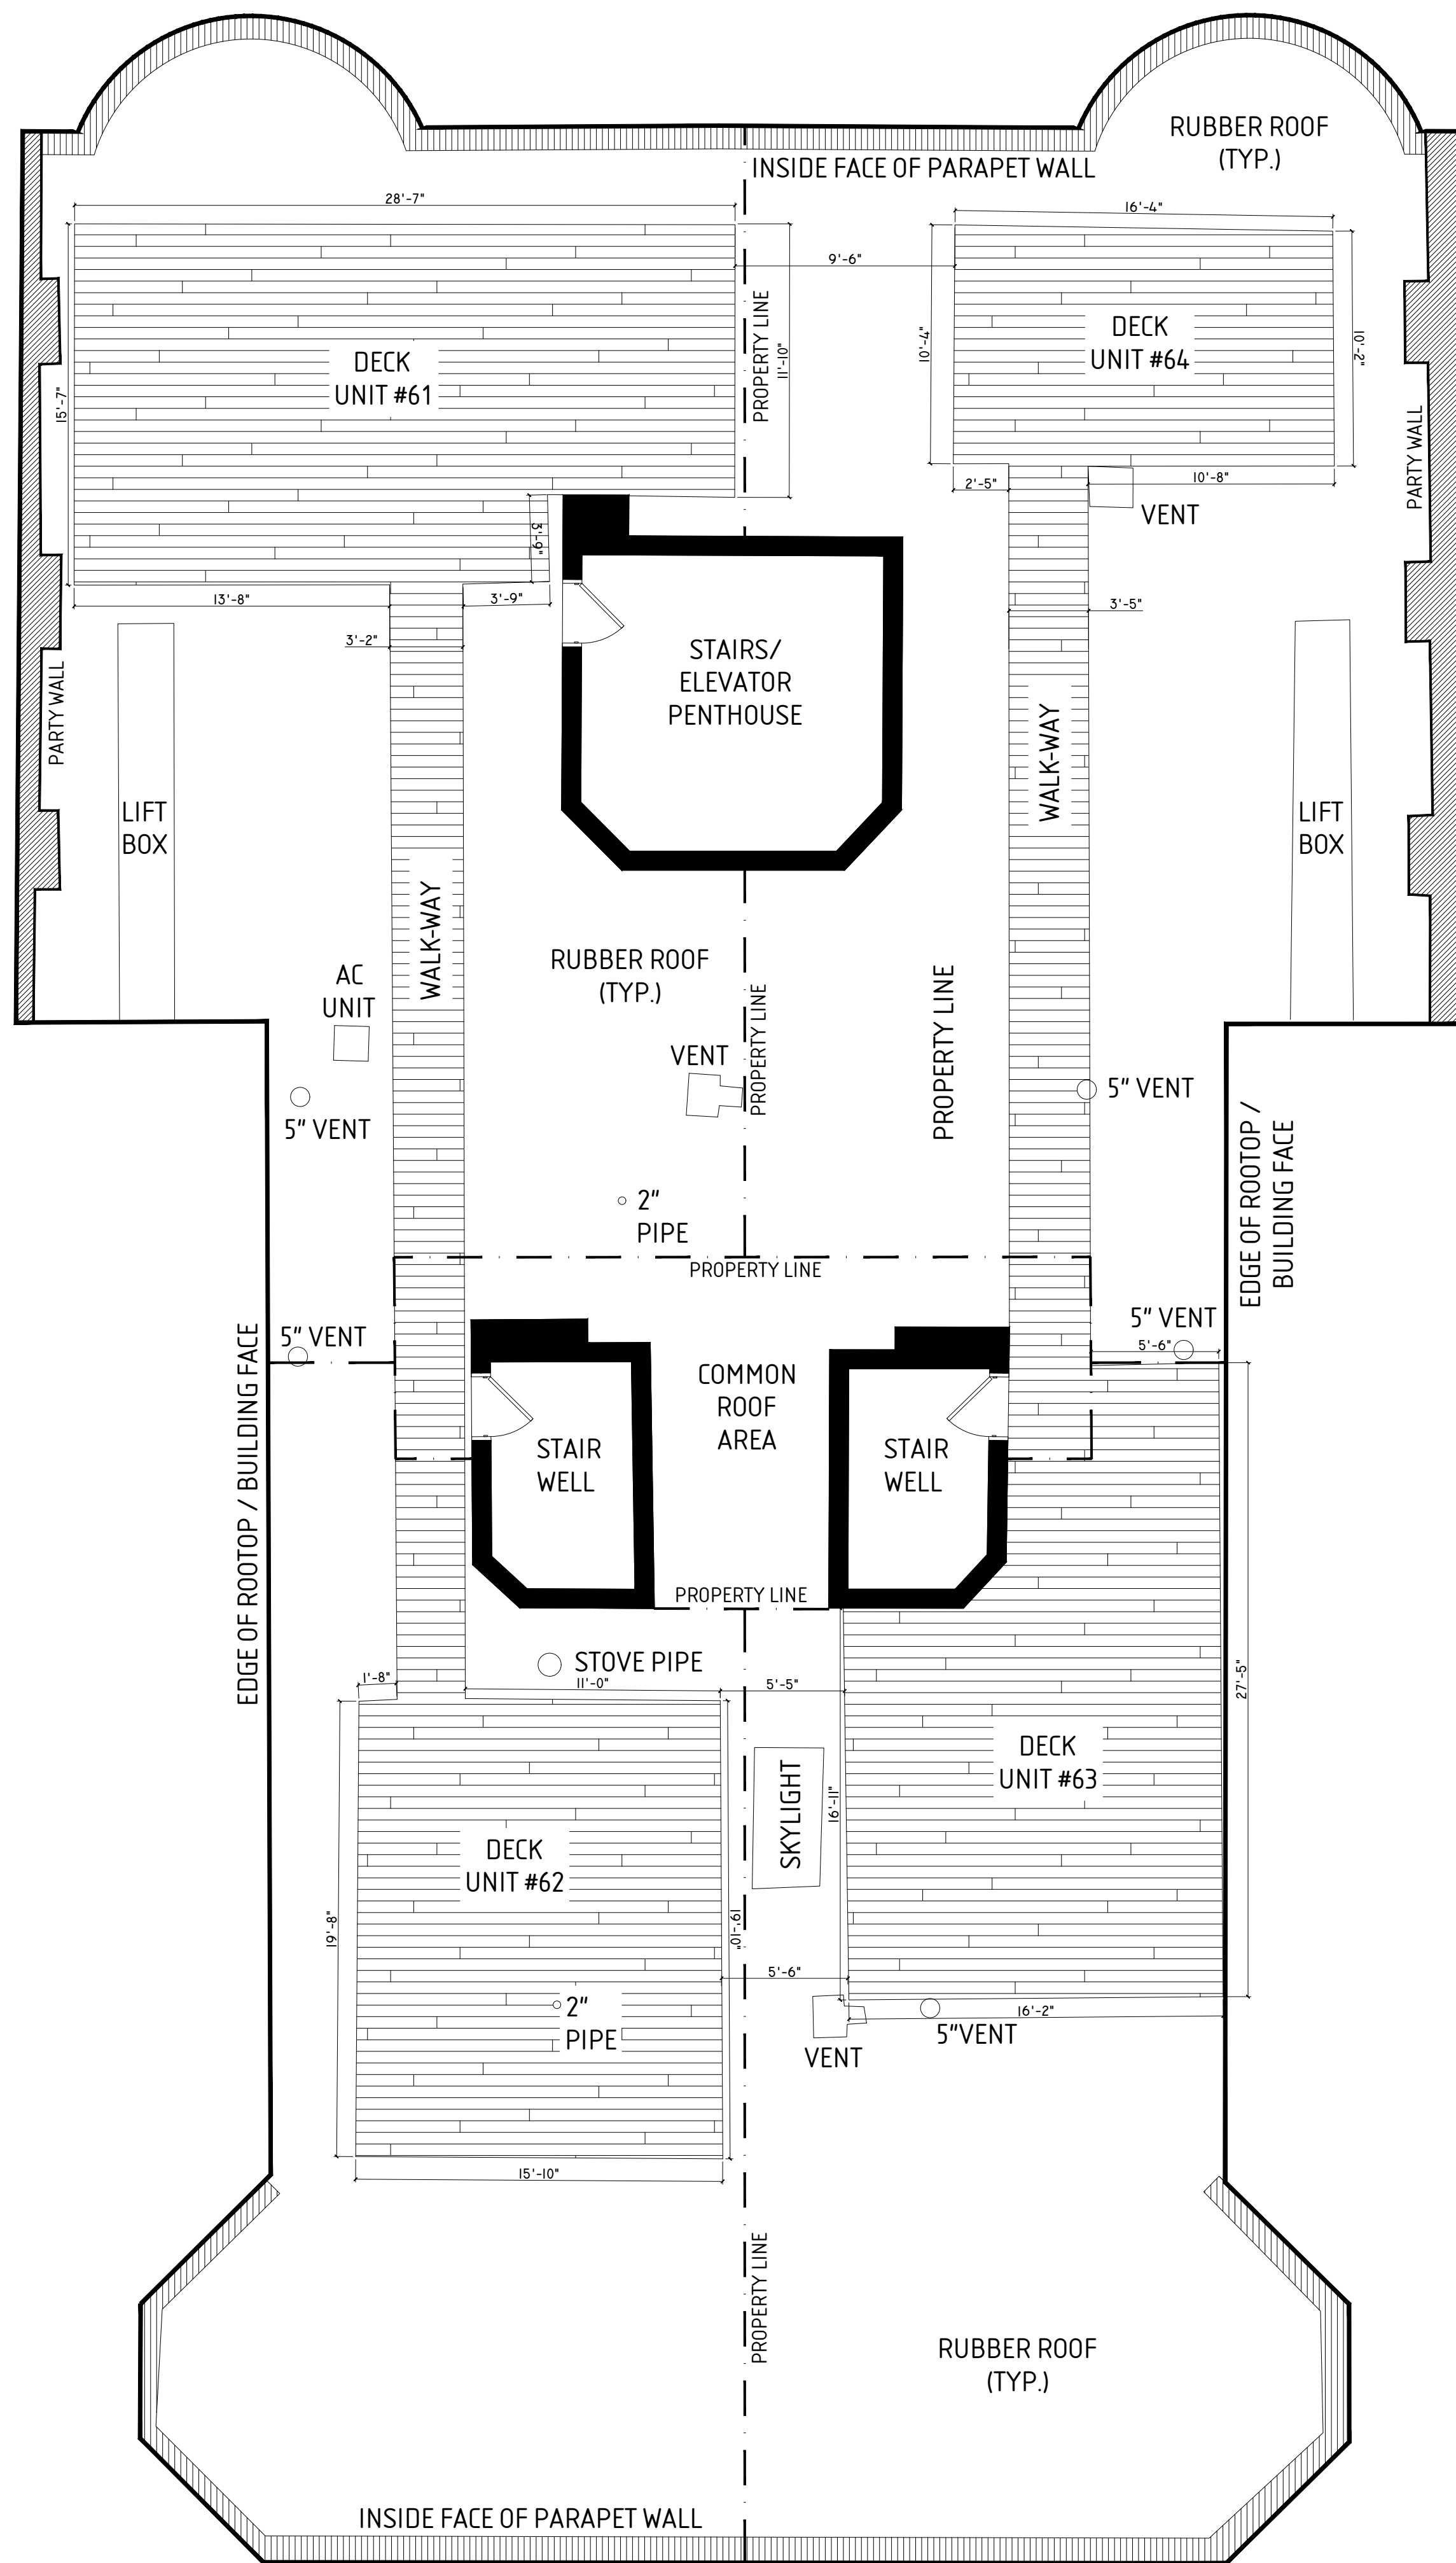 RUBBER ROOF
(TYP.)
INSIDE FACE OF PARAPET WALL
28'-7"
16'-4"
9'-6"
PROPERTY LINE
11'-10"
10'-4"
10'-2"
DECK
UNIT #61
DECK
UNIT #64
15'-7"
PARTY WALL
2'-5"
10'-8"
VENT
3'-9"
13'-8"
3'-9"
3'-5"
3'-2"
STAIRS/
ELEVATOR
PENTHOUSE
PARTY WALL
WALK-WAY
LIFT
BOX
LIFT
BOX
WALK-WAY
RUBBER ROOF
(TYP.)
AC
UNIT
PROPERTY LINE
PROPERTY LINE
VENT
5" VENT
5" VENT
EDGE OF ROOTOP /
BUILDING FACE
2"
PIPE
PROPERTY LINE
5" VENT
5" VENT
5'-6"
COMMON
ROOF
AREA
EDGE OF ROOTOP / BUILDING FACE
STAIR
WELL
STAIR
WELL
PROPERTY LINE
STOVE PIPE
1'-8"
11'-0"
5'-5"
27'-5"
DECK
UNIT #63
SKYLIGHT
16'-11"
DECK
UNIT #62
19'-8"
19'-10"
5'-6"
2"
PIPE
16'-2"
5"VENT
VENT
15'-10"
PROPERTY LINE
RUBBER ROOF
(TYP.)
INSIDE FACE OF PARAPET WALL